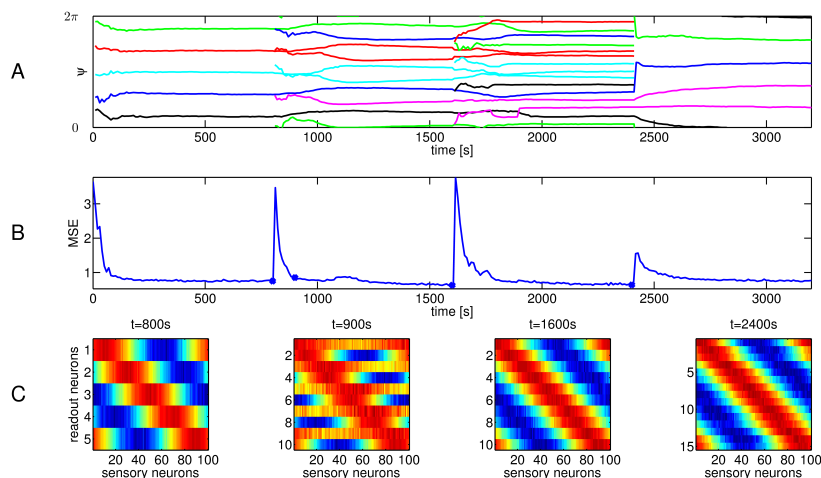 A
2π
ψ
0
0 500 1000 1500 2000 2500 3000
time [s]
B
MSE
3
2
1
0 500 1000 1500 2000 2500 3000
time [s]
C
t=800s t=900s t=1600s t=2400s
readout neurons
1
2
3
4
5
2
4
6
8
10
2
4
6
8
10
5
10
15
20 40 60 80 100 20 40 60 80 100 20 40 60 80 100 20 40 60 80 100
sensory neurons sensory neurons sensory neurons sensory neurons